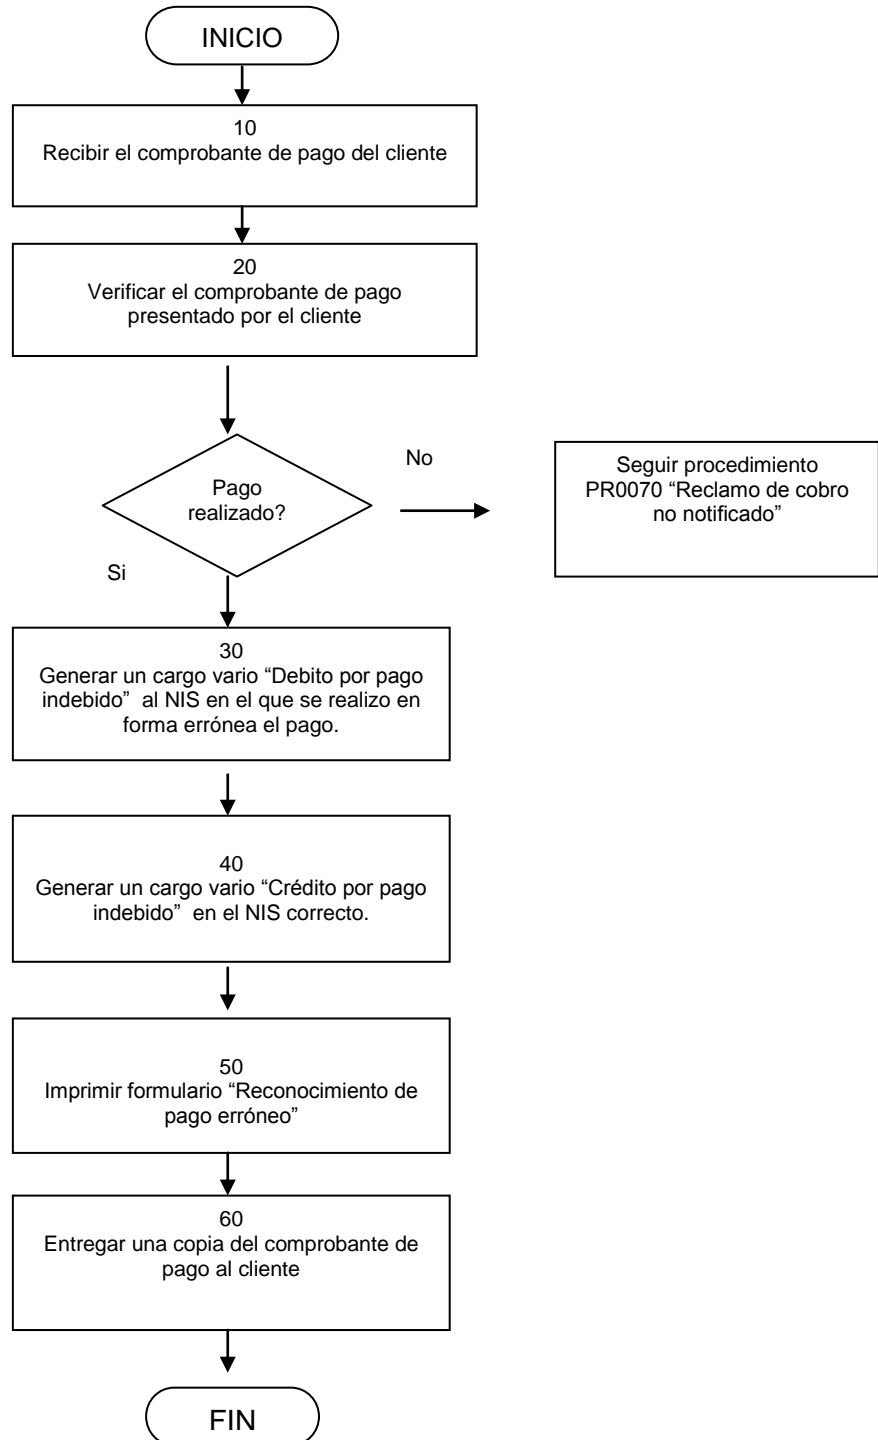 INICIO
10
Recibir el comprobante de pago del cliente
20
Verificar el comprobante de pago
presentado por el cliente
Pago
realizado?
No
Seguir procedimiento
PR0070 “Reclamo de cobro
no notificado”
Si
30
Generar un cargo vario “Debito por pago
indebido” al NIS en el que se realizo en
forma errónea el pago.
40
Generar un cargo vario “Crédito por pago
indebido” en el NIS correcto.
50
Imprimir formulario “Reconocimiento de
pago erróneo”
60
Entregar una copia del comprobante de
pago al cliente
FIN